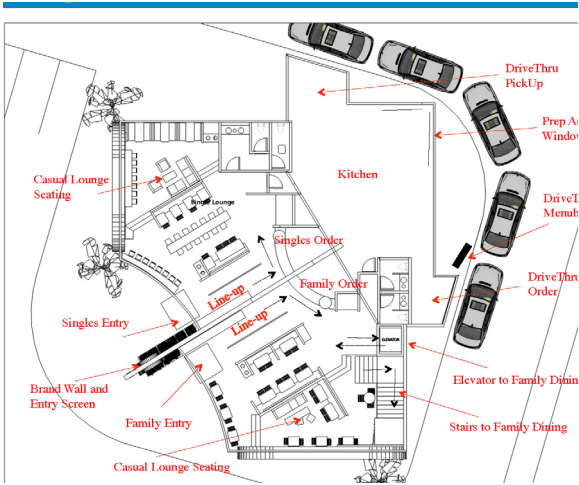 DriveThru
PickUp
Prep
Window
Kitchen
Casual Lounge
Seating
Single Lounge
Singles Order
Family Order
Line-up
Line-up
Singles Entry
Brand Wall and
Entry Screen
Family Entry
Casual Lounge Seating
ELEVATOR
DriveT
Menub
DriveThru
Order
Elevator to Family Dinin
Stairs to Family Dining